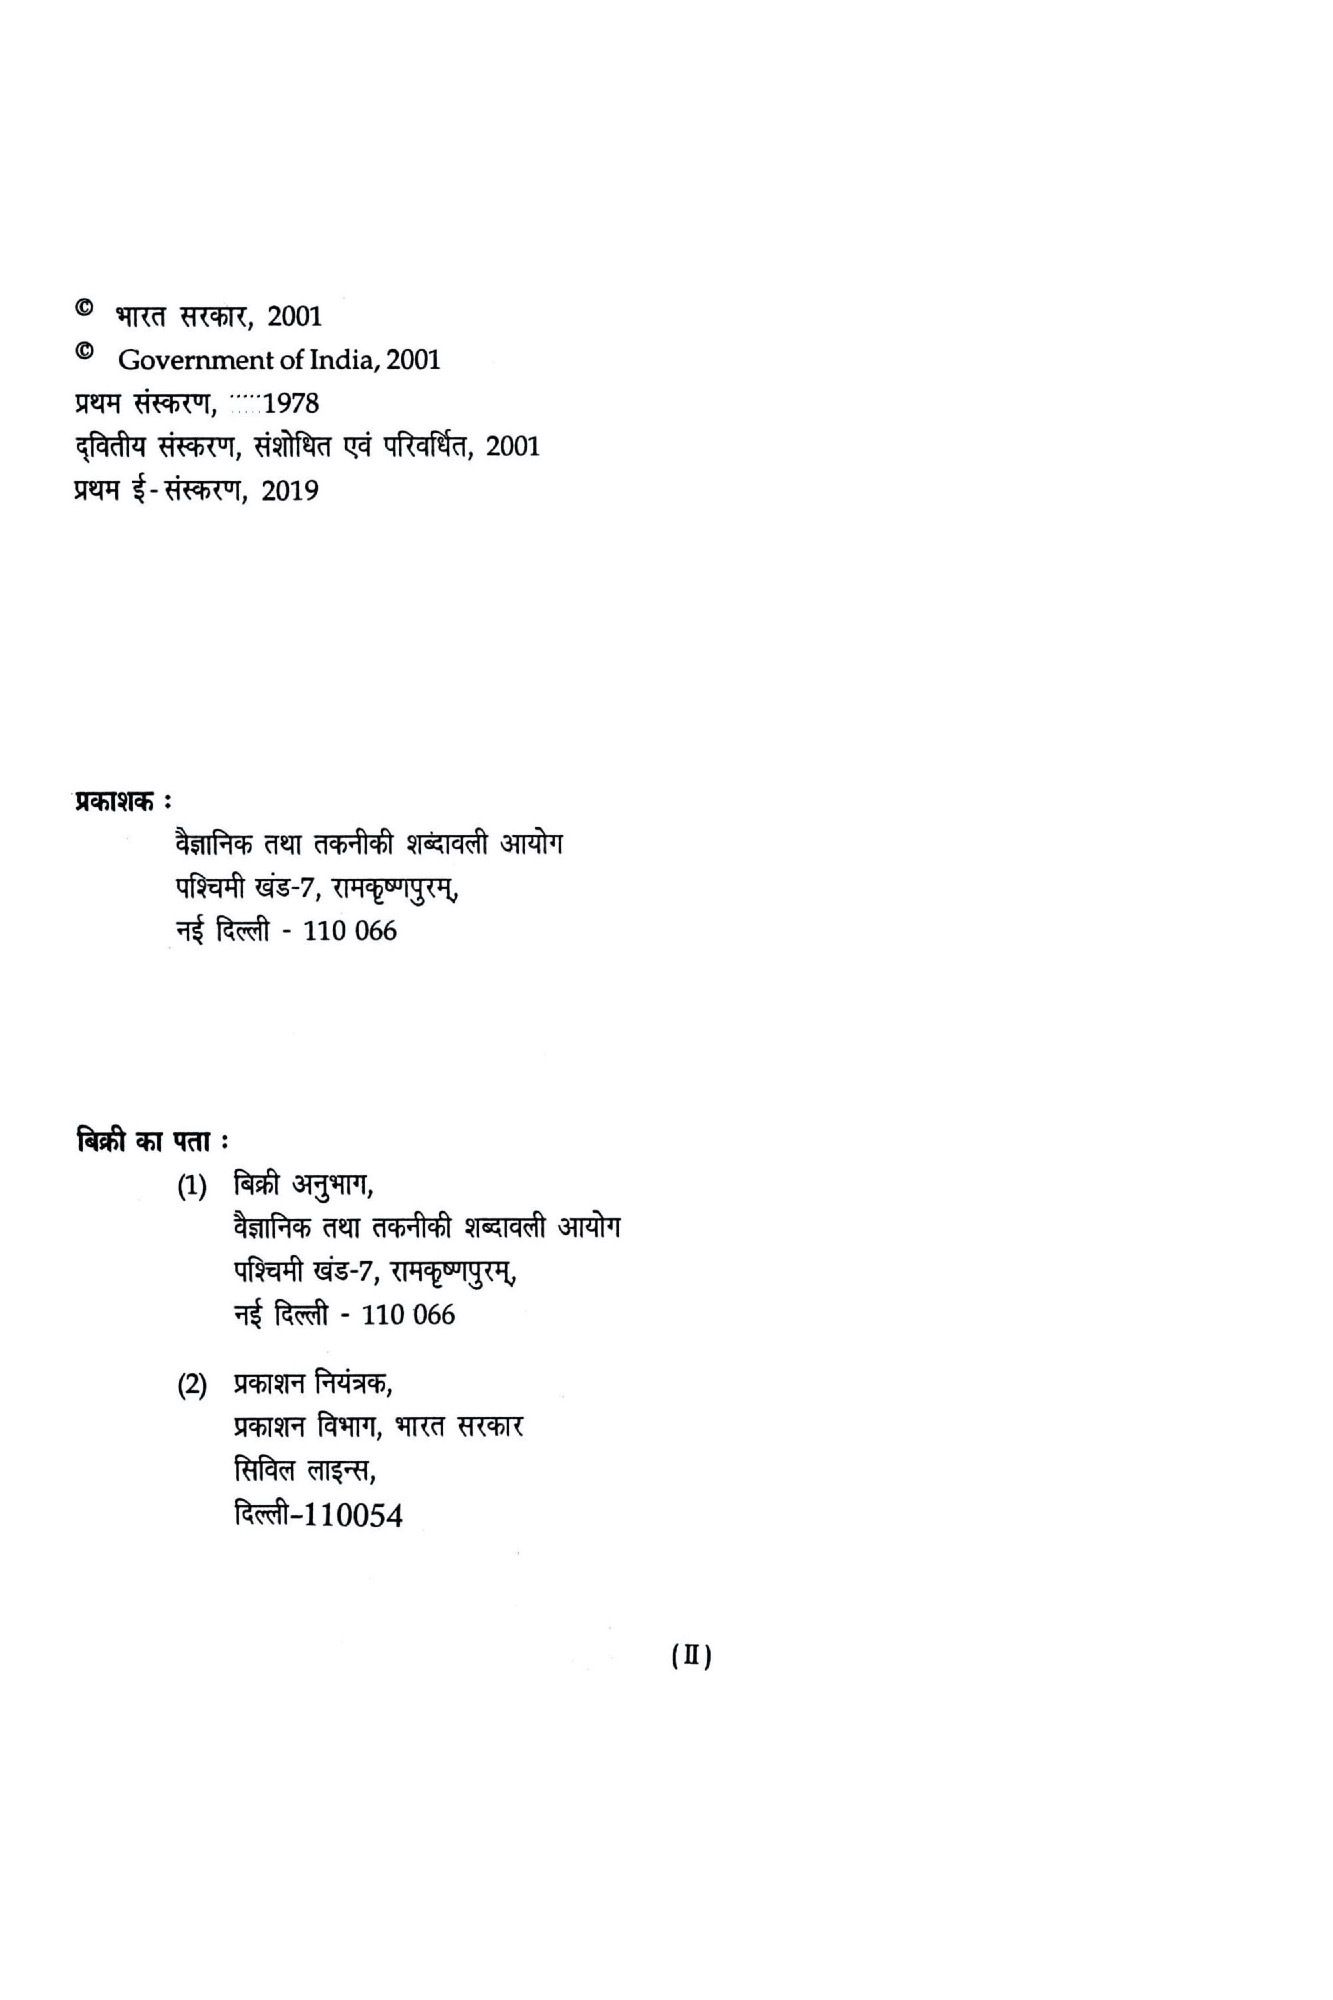 © भारत सरकार, 2001
© Government of India, 2001
प्रथम संस्करण, 1978
द्‌वितीय संस्करण, संशोधित एवं परिवर्धित, 2001
प्रथम ई-संस्करण, 2019
प्रकाशक :
वैज्ञानिक तथा तकनीकी शब्दावली आयोग
पश्चिमी खंड-7, रामकृष्णपुरम्,
नई दिल्ली - 110 066
बिक्री का पता :
(1) बिक्री अनुभाग,
वैज्ञानिक तथा तकनीकी शब्दावली आयोग
पश्चिमी खंड-7, रामकृष्णपुरम्,
नई दिल्ली - 110 066
(2) प्रकाशन नियंत्रक,
प्रकाशन विभाग, भारत सरकार
सिविल लाइन्स,
दिल्ली-110054
(II)